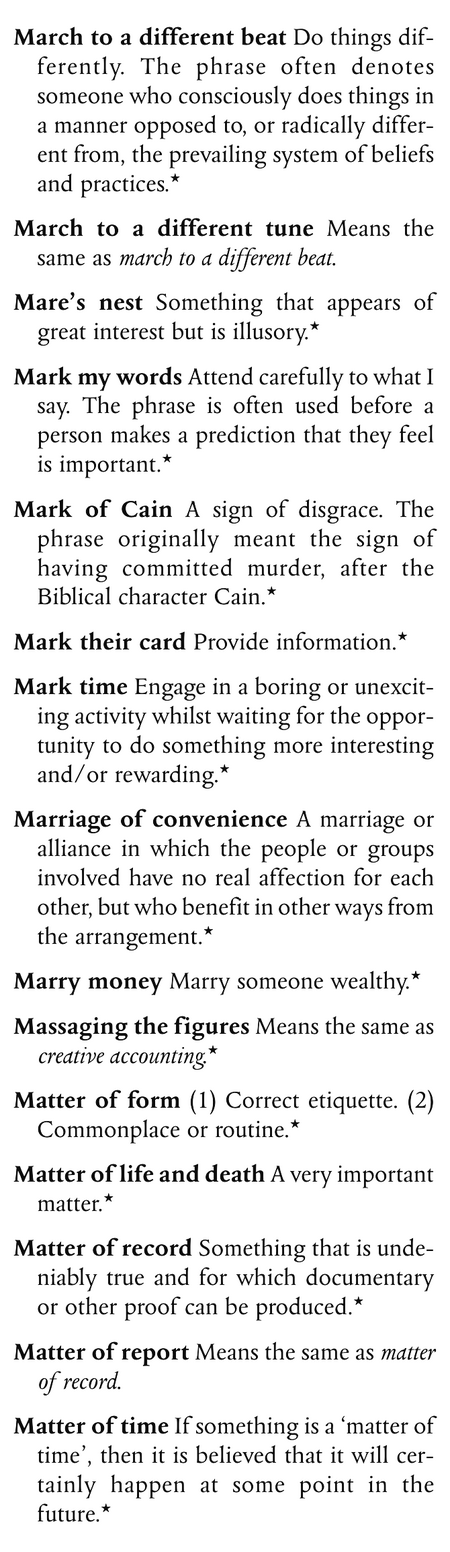 March to a different beat Do things dif-
ferently. The phrase often denotes
someone who consciously does things in
a manner opposed to, or radically differ-
ent from, the prevailing system of beliefs
and practices.★
March to a different tune Means the
same as march to a different beat.
Mare’s nest Something that appears of
great interest but is illusory.★
Mark my words Attend carefully to what I
say. The phrase is often used before a
person makes a prediction that they feel
is important.★
Mark of Cain A sign of disgrace. The
phrase originally meant the sign of
having committed murder, after the
Biblical character Cain.★
Mark their card Provide information.★
Mark time Engage in a boring or unexcit-
ing activity whilst waiting for the oppor-
tunity to do something more interesting
and/or rewarding.★
Marriage of convenience A marriage or
alliance in which the people or groups
involved have no real affection for each
other, but who benefit in other ways from
the arrangement.★
Marry money Marry someone wealthy.★
Massaging the figures Means the same as
creative accounting.★
Matter of form (1) Correct etiquette. (2)
Commonplace or routine.★
Matter of life and death A very important
matter.★
Matter of record Something that is unde-
niably true and for which documentary
or other proof can be produced.★
Matter of report Means the same as matter
of record.
Matter of time If something is a ‘matter of
time’, then it is believed that it will cer-
tainly happen at some point in the
future.★